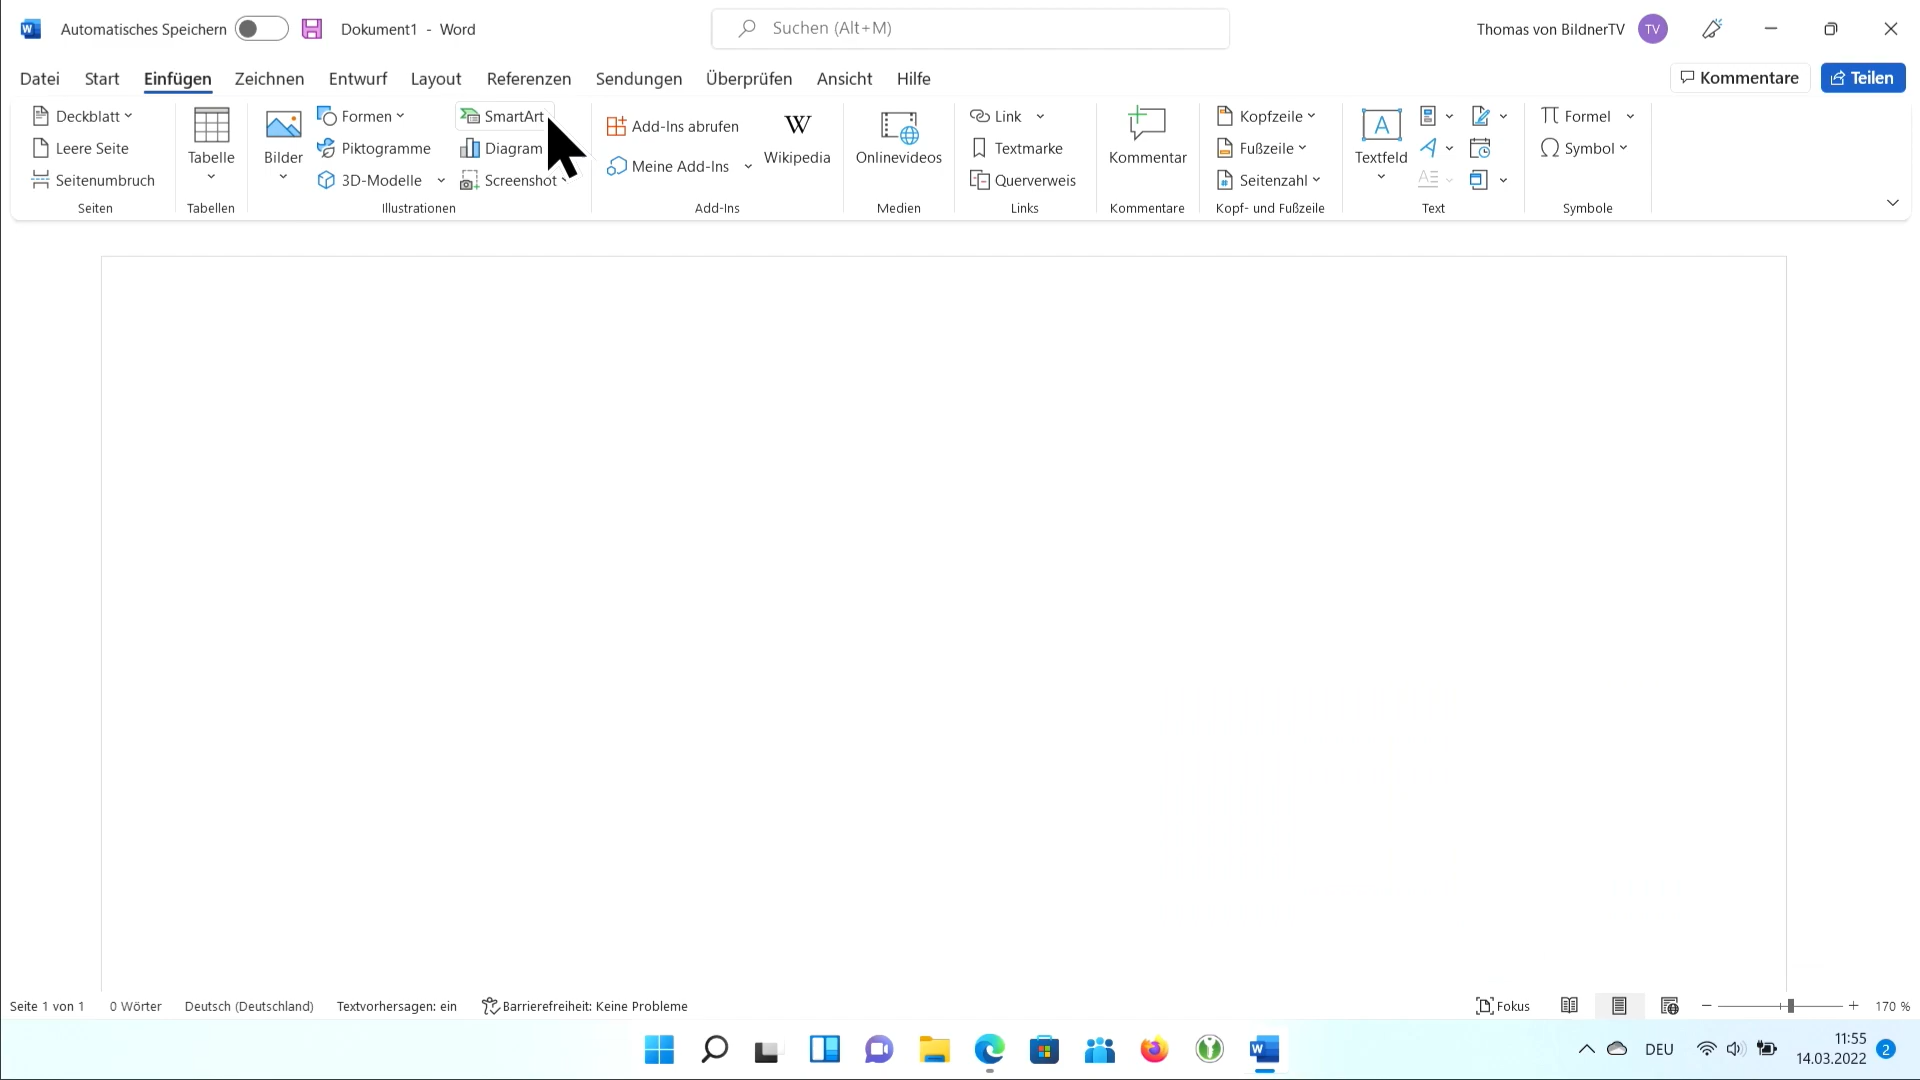 Automatisches Speichern
Dokument1 - Word
Suchen (Alt+M)
Thomas von BildnerTV
TV
Datei Start Einfügen Zeichnen Entwurf Layout Referenzen Sendungen Überprüfen Ansicht Hilfe
Kommentare
Teilen
Deckblatt
Leere Seite
Seitenumbruch
Seiten
Tabelle
Tabellen
Bilder
Formen
Piktogramme
3D-Modelle
SmartArt
Diagram
Screenshot
Illustrationen
Add-Ins abrufen
Meine Add-Ins
W
Wikipedia
Add-Ins
Onlinevideos
Medien
Link
Textmarke
Querverweis
Links
Kommentar
Kommentare
Kopfzeile
Fußzeile
Seitenzahl
Kopf- und Fußzeile
A
Textfeld
Text
Formel
Symbol
Symbole
Seite 1 von 1
0 Wörter
Deutsch (Deutschland)
Textvorhersagen: ein
Barrierefreiheit: Keine Probleme
Fokus
170 %
DEU
11:55
14.03.2022
2